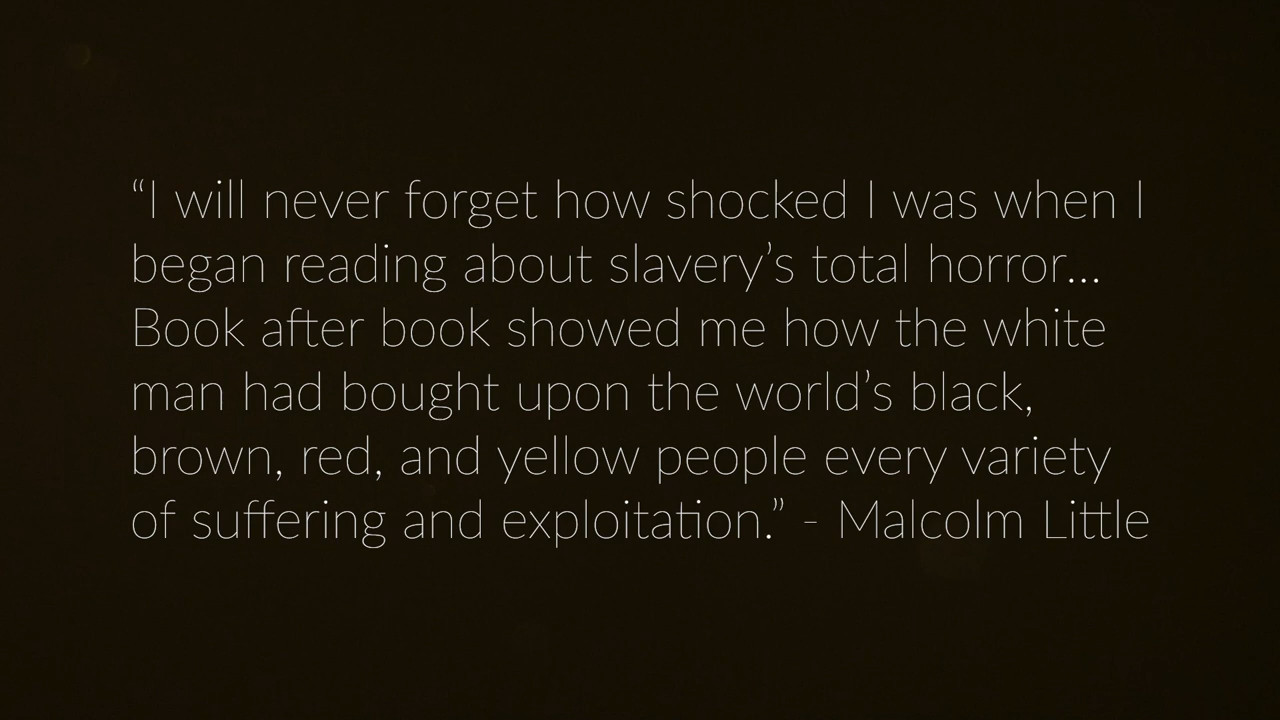 “I will never forget how shocked I was when I
began reading about slavery’s total horror...
Book after book showed me how the white
man had bought upon the world’s black,
brown, red, and yellow people every variety
of suffering and exploitation.” - Malcolm Little